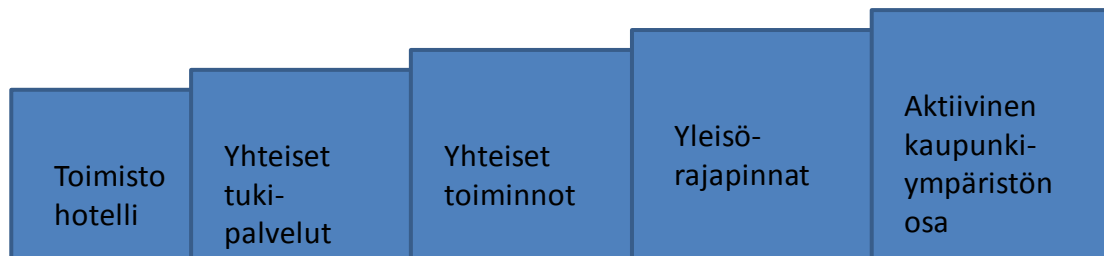 Toimisto
hotelli
Yhteiset
tuki-
palvelut
Yhteiset
toiminnot
Yleisö-
rajapinnat
Aktiivinen
kaupunki-
ympäristön
osa